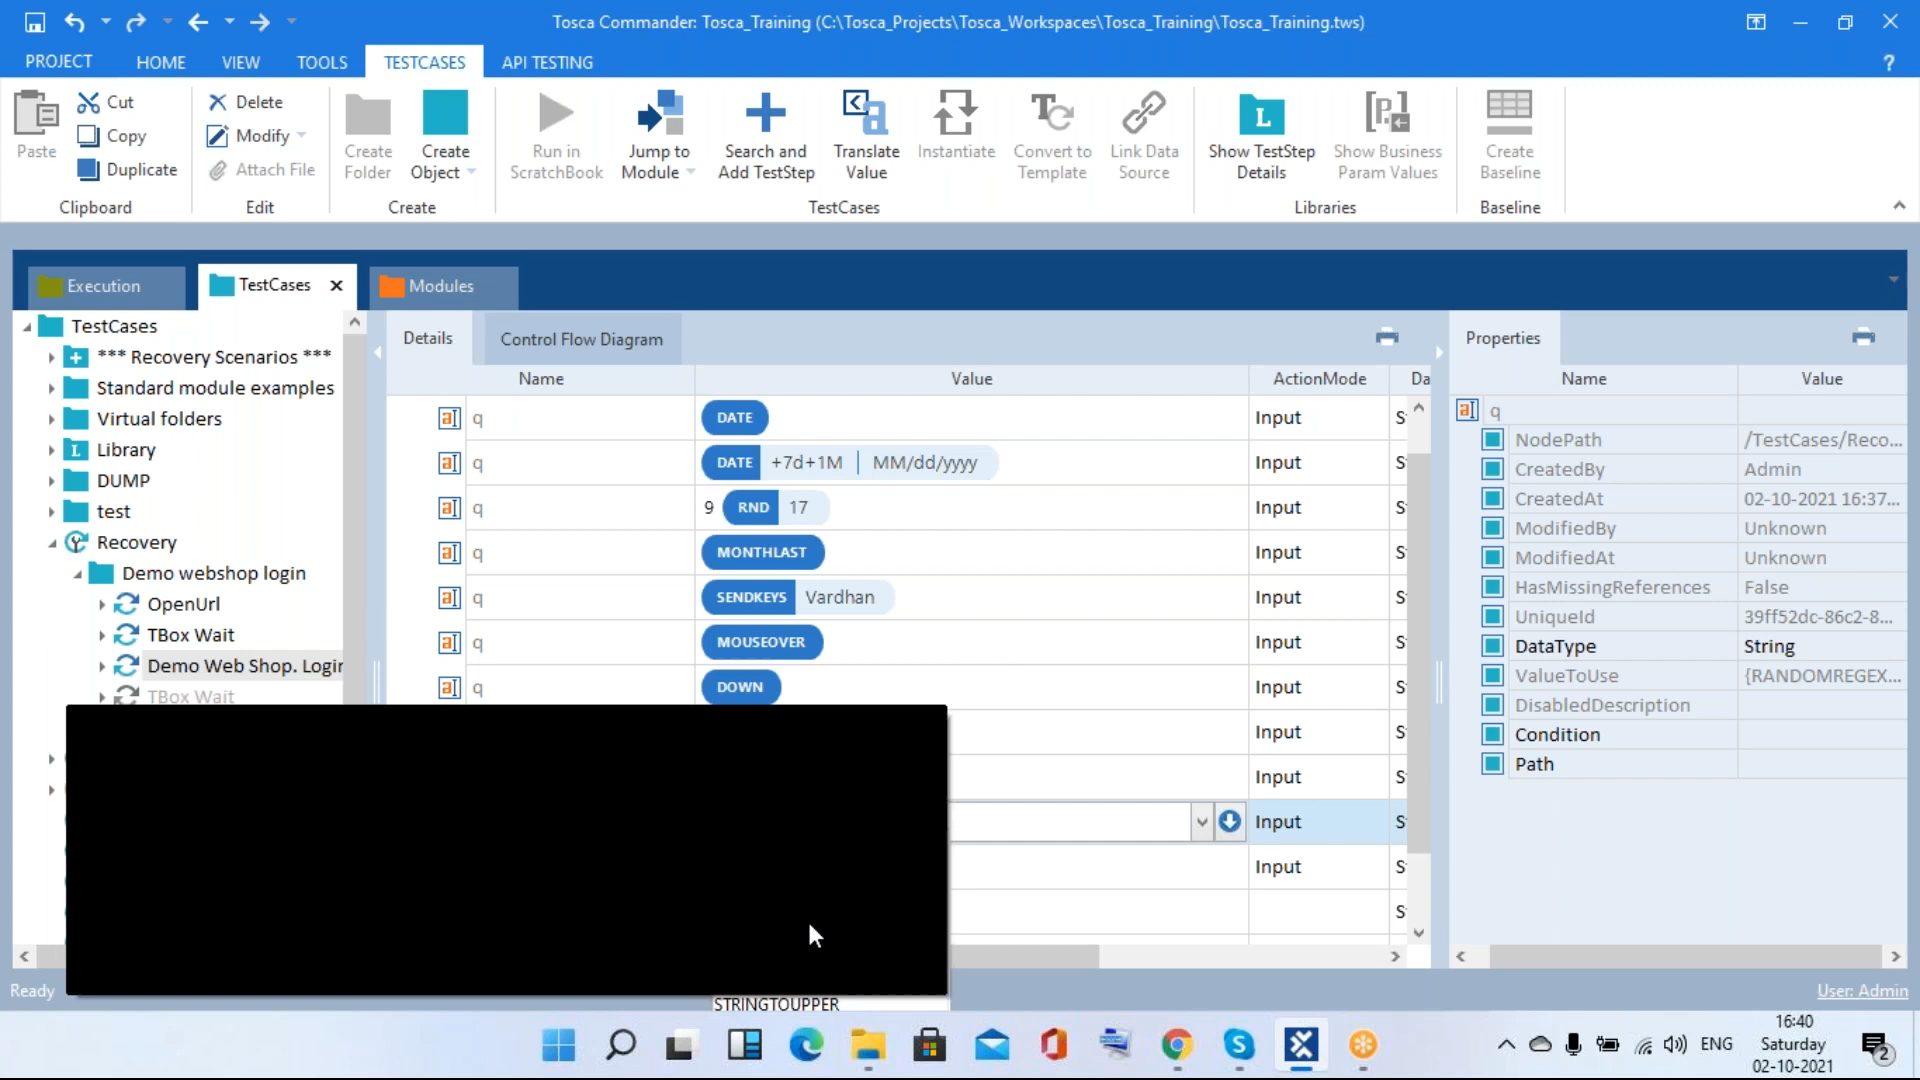 Tosca Commander: Tosca_Training (C:\Tosca_Projects\Tosca_Workspaces\Tosca_Training\Tosca_Training.tws)
PROJECT HOME VIEW TOOLS TESTCASES API TESTING ?
Paste Cut Copy Duplicate
Clipboard
Delete Modify Attach File
Edit
Create Folder Create Object
Create
Run in ScratchBook Jump to Module Search and Add TestStep Translate Value Instantiate Convert to Template Link Data Source
TestCases
Show TestStep Details Show Business Param Values
Libraries
Create Baseline
Baseline
Execution TestCases Modules
TestCases
*** Recovery Scenarios ***
Standard module examples
Virtual folders
Library
DUMP
test
Recovery
Demo webshop login
OpenUrl
TBox Wait
Demo Web Shop. Login
TBox Wait
Details Control Flow Diagram
Name Value ActionMode Da
q DATE Input S
q DATE +7d+1M MM/dd/yyyy Input S
q 9 RND 17 Input S
q MONTHLAST Input S
q SENDKEYS Vardhan Input S
q MOUSEOVER Input S
q DOWN Input S
Input S
Input S
Input S
Input S
S
STRINGTOUPPER
Properties
Name Value
q
NodePath /TestCases/Reco...
CreatedBy Admin
CreatedAt 02-10-2021 16:37...
ModifiedBy Unknown
ModifiedAt Unknown
HasMissingReferences False
UniqueId 39ff52dc-86c2-8...
DataType String
ValueToUse {RANDOMREGEX...
DisabledDescription
Condition
Path
Ready
User: Admin
ENG
16:40
Saturday
02-10-2021
2